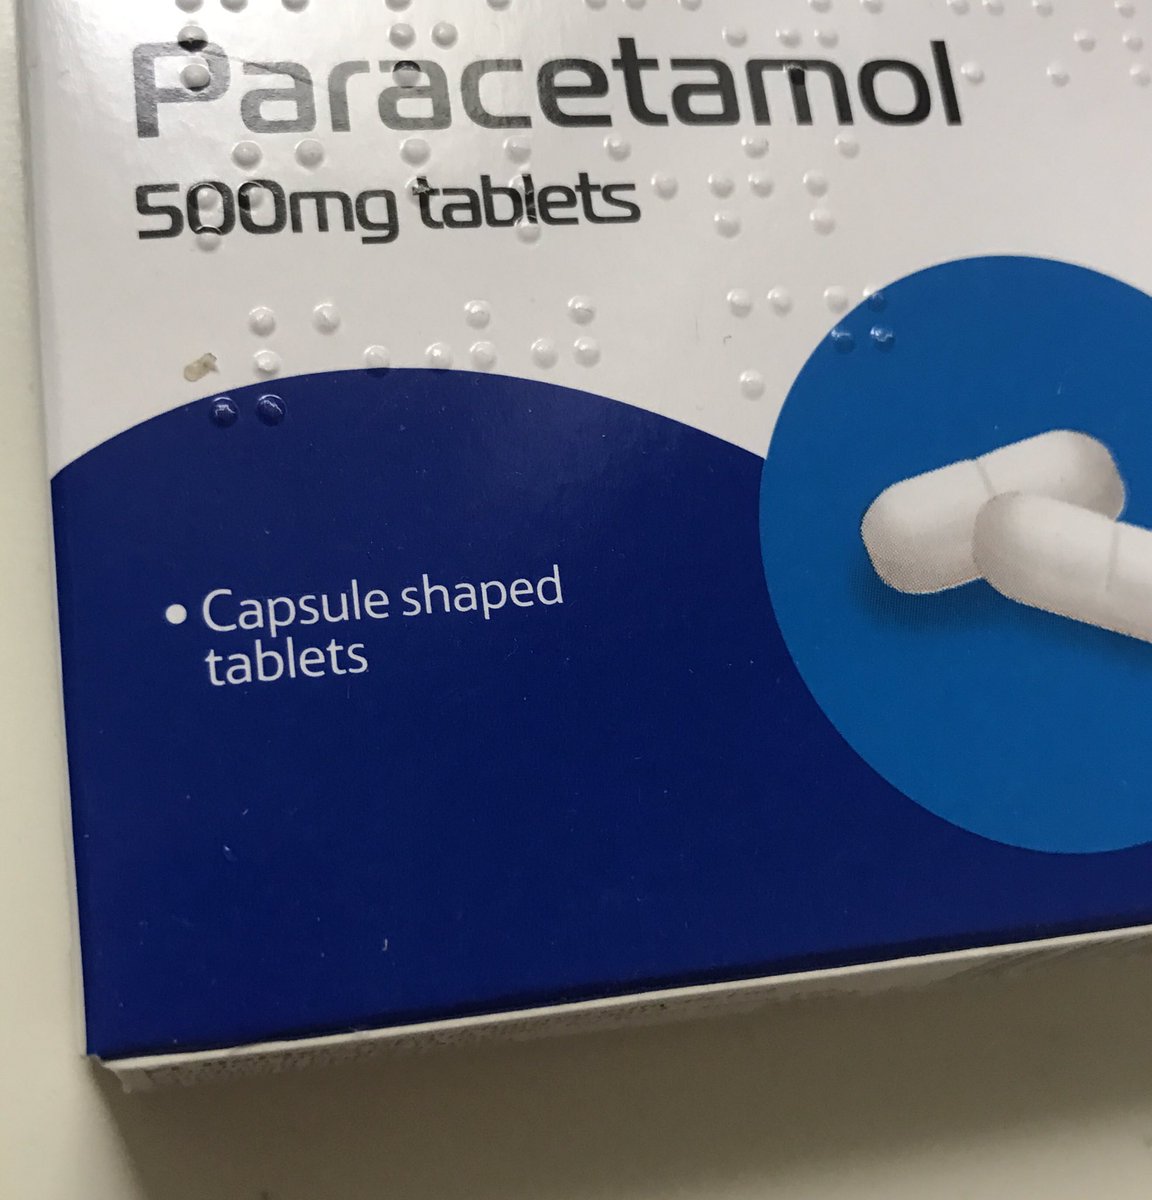 Paracetamol
500mg tablets
• Capsule shaped
tablets